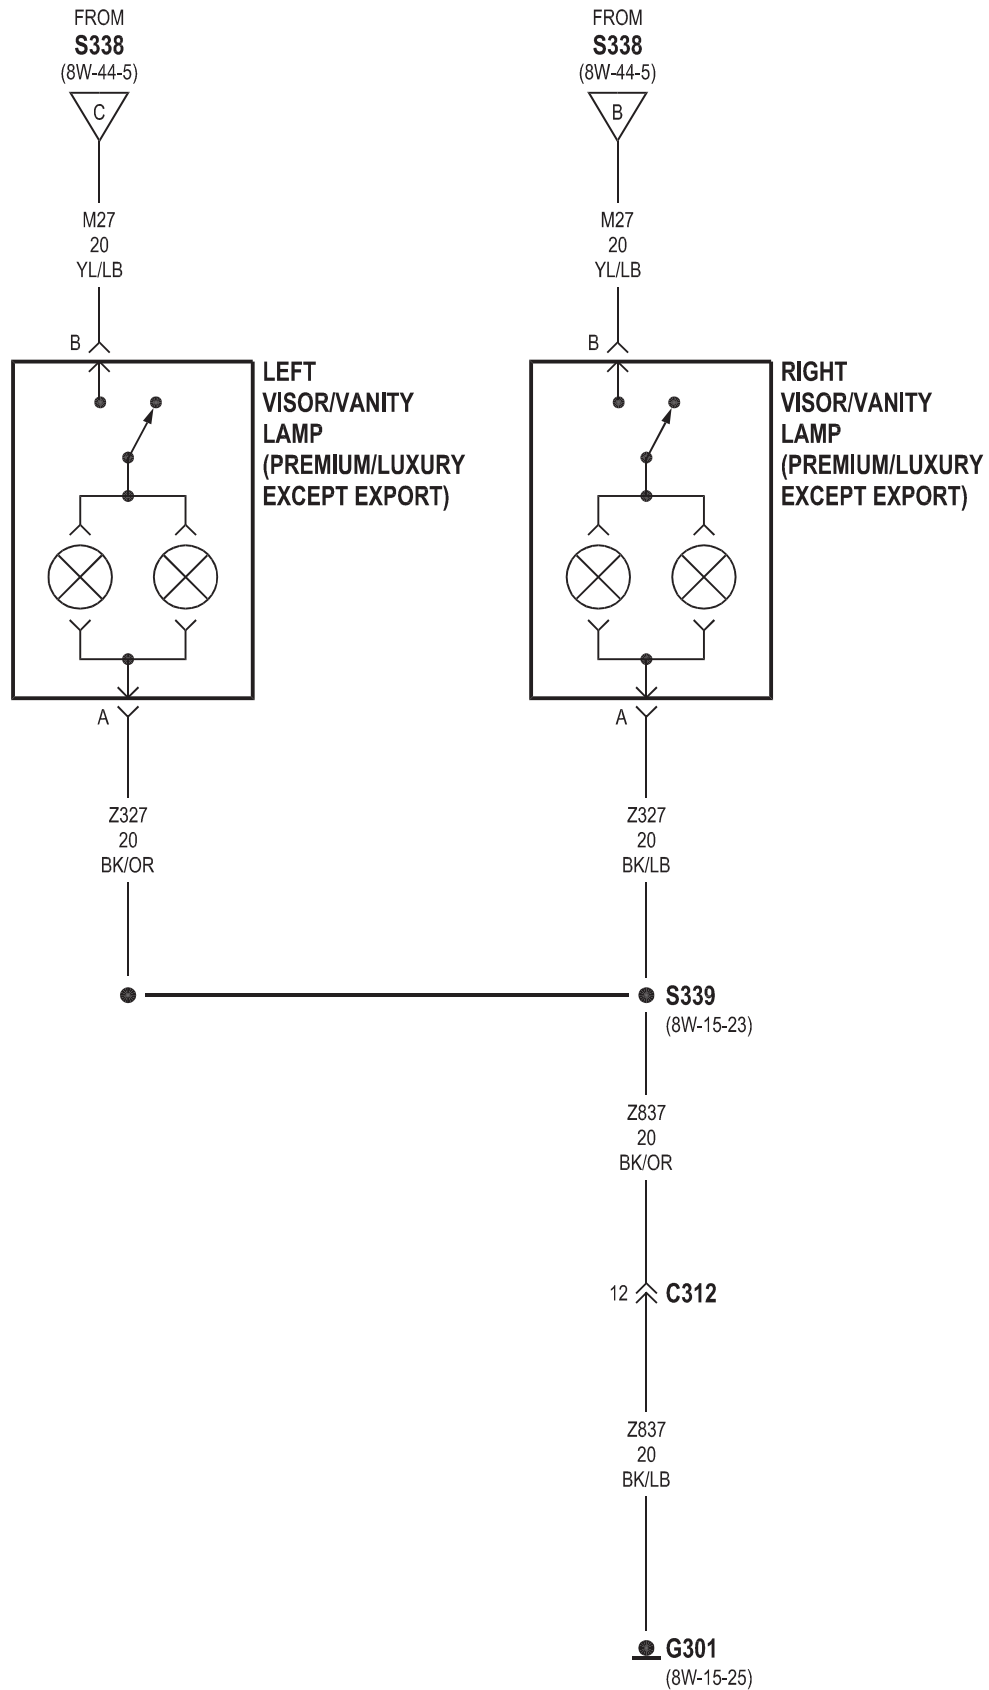 FROM
S338
(8W-44-5)
C
M27
20
YL/LB
B
LEFT
VISOR/VANITY
LAMP
(PREMIUM/LUXURY
EXCEPT EXPORT)
A
Z327
20
BK/OR
FROM
S338
(8W-44-5)
B
M27
20
YL/LB
B
RIGHT
VISOR/VANITY
LAMP
(PREMIUM/LUXURY
EXCEPT EXPORT)
A
Z327
20
BK/LB
S339
(8W-15-23)
Z837
20
BK/OR
12
C312
Z837
20
BK/LB
G301
(8W-15-25)